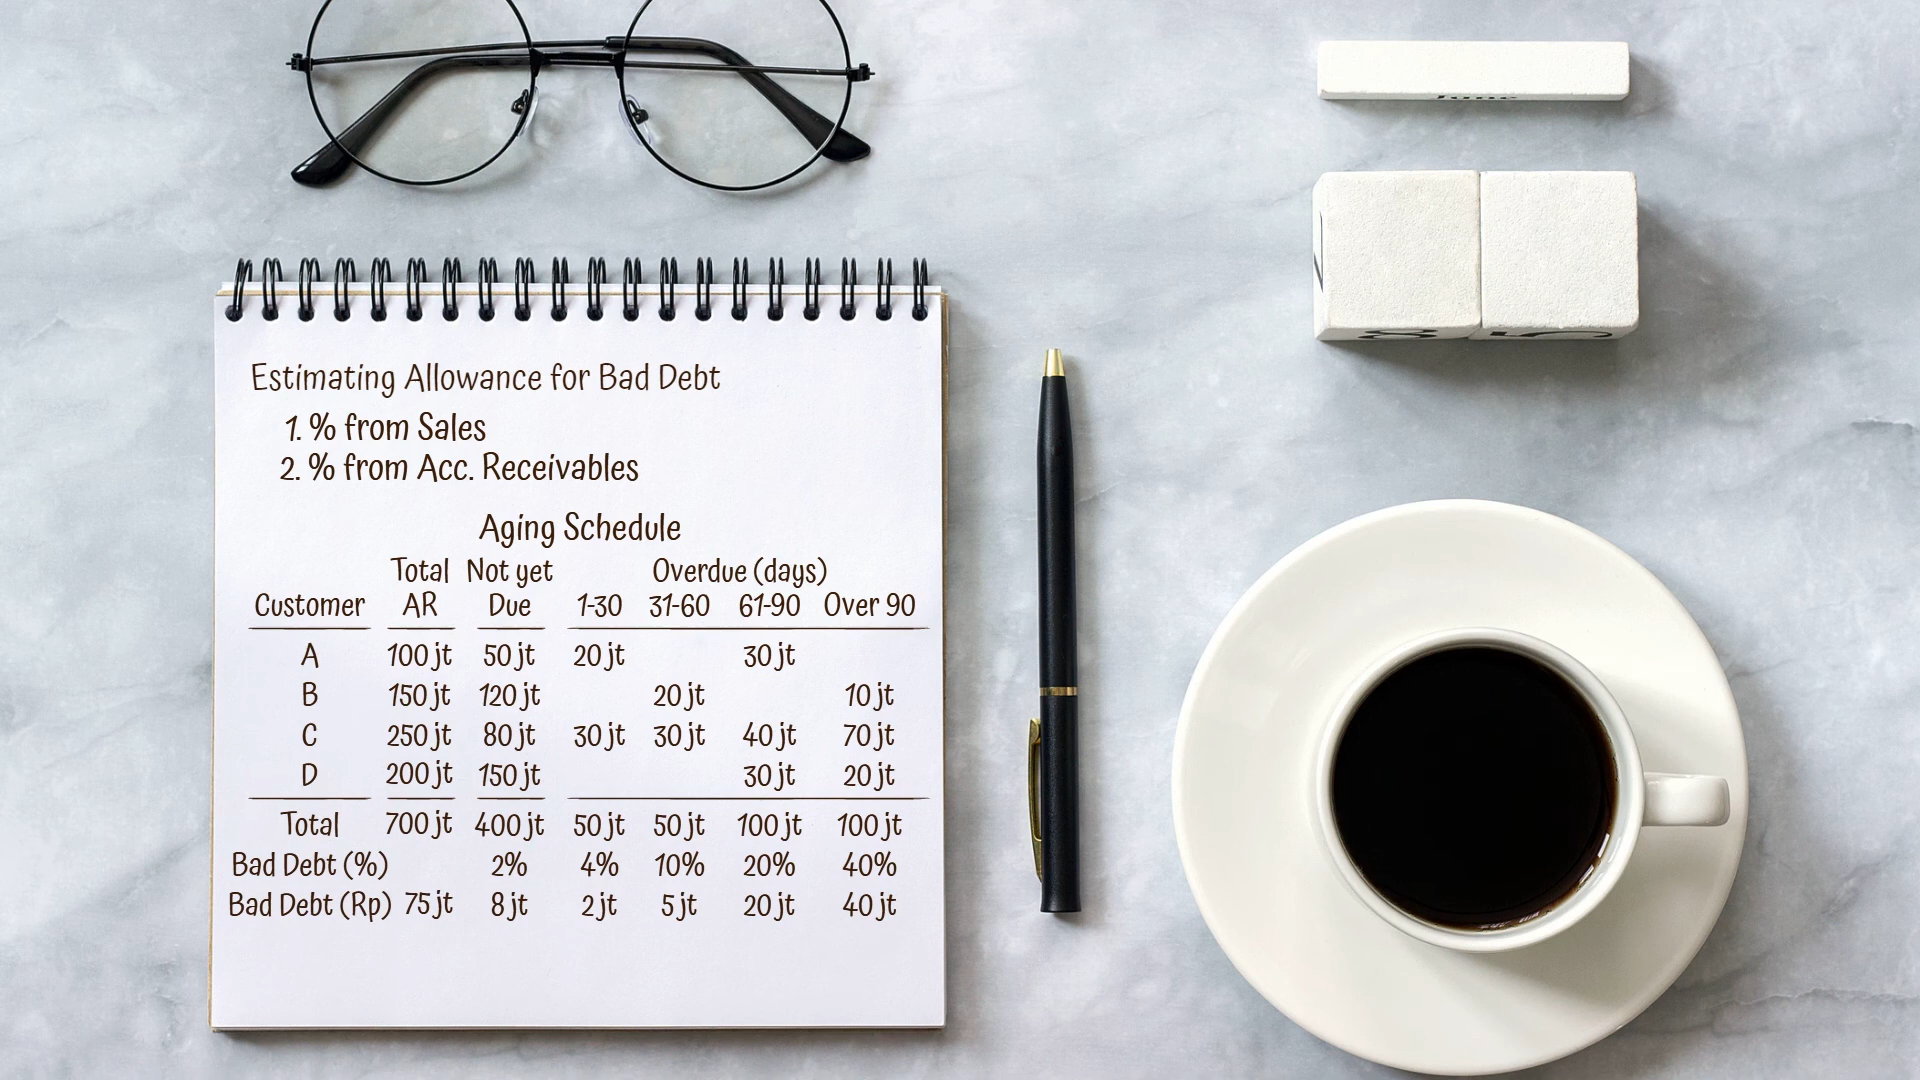 June
8 5
Estimating Allowance for Bad Debt
1. % from Sales
2. % from Acc. Receivables
Aging Schedule
Total Not yet Overdue (days)
Customer AR Due 1-30 31-60 61-90 Over 90
A 100 jt 50 jt 20 jt 30 jt
B 150 jt 120 jt 20 jt 10 jt
C 250 jt 80 jt 30 jt 30 jt 40 jt 70 jt
D 200 jt 150 jt 30 jt 20 jt
Total 700 jt 400 jt 50 jt 50 jt 100 jt 100 jt
Bad Debt (%) 2% 4% 10% 20% 40%
Bad Debt (Rp) 75 jt 8 jt 2 jt 5 jt 20 jt 40 jt